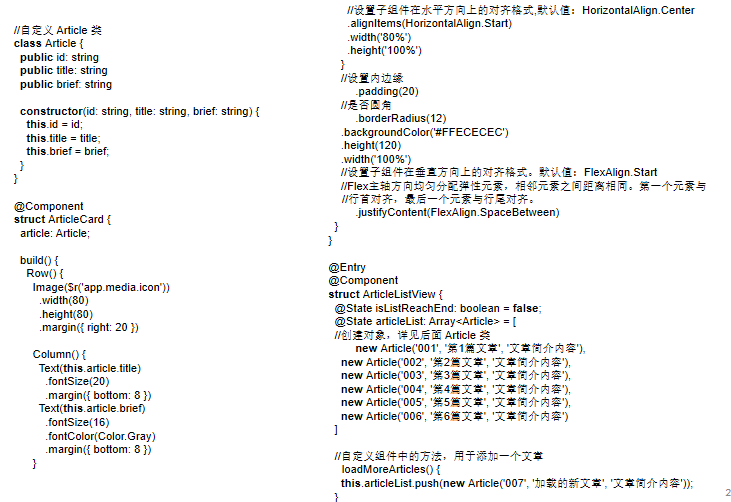 //自定义 Article 类
class Article {
public id: string
public title: string
public brief: string
constructor(id: string, title: string, brief: string) {
this.id = id;
this.title = title;
this.brief = brief;
}
}
@Component
struct ArticleCard {
article: Article;
build() {
Row() {
Image($r('app.media.icon'))
.width(80)
.height(80)
.margin({ right: 20 })
Column() {
Text(this.article.title)
.fontSize(20)
.margin({ bottom: 8 })
Text(this.article.brief)
.fontSize(16)
.fontColor(Color.Gray)
.margin({ bottom: 8 })
}
//设置子组件在水平方向上的对齐格式,默认值：HorizontalAlign.Center
.alignItems(HorizontalAlign.Start)
.width('80%')
.height('100%')
}
//设置内边缘
.padding(20)
//是否圆角
.borderRadius(12)
.backgroundColor('#FFECECEC')
.height(120)
.width('100%')
//设置子组件在垂直方向上的对齐格式。默认值：FlexAlign.Start
//Flex主轴方向均匀分配弹性元素，相邻元素之间距离相同。第一个元素与
//行首对齐，最后一个元素与行尾对齐。
.justifyContent(FlexAlign.SpaceBetween)
}
}
@Entry
@Component
struct ArticleListView {
@State isListReachEnd: boolean = false;
@State articleList: Array<Article> = [
//创建对象，详见后面 Article 类
new Article('001', '第1篇文章', '文章简介内容'),
new Article('002', '第2篇文章', '文章简介内容'),
new Article('003', '第3篇文章', '文章简介内容'),
new Article('004', '第4篇文章', '文章简介内容'),
new Article('005', '第5篇文章', '文章简介内容'),
new Article('006', '第6篇文章', '文章简介内容')
]
//自定义组件中的方法，用于添加一个文章
loadMoreArticles() {
this.articleList.push(new Article('007', '加载的新文章', '文章简介内容'));
}
2